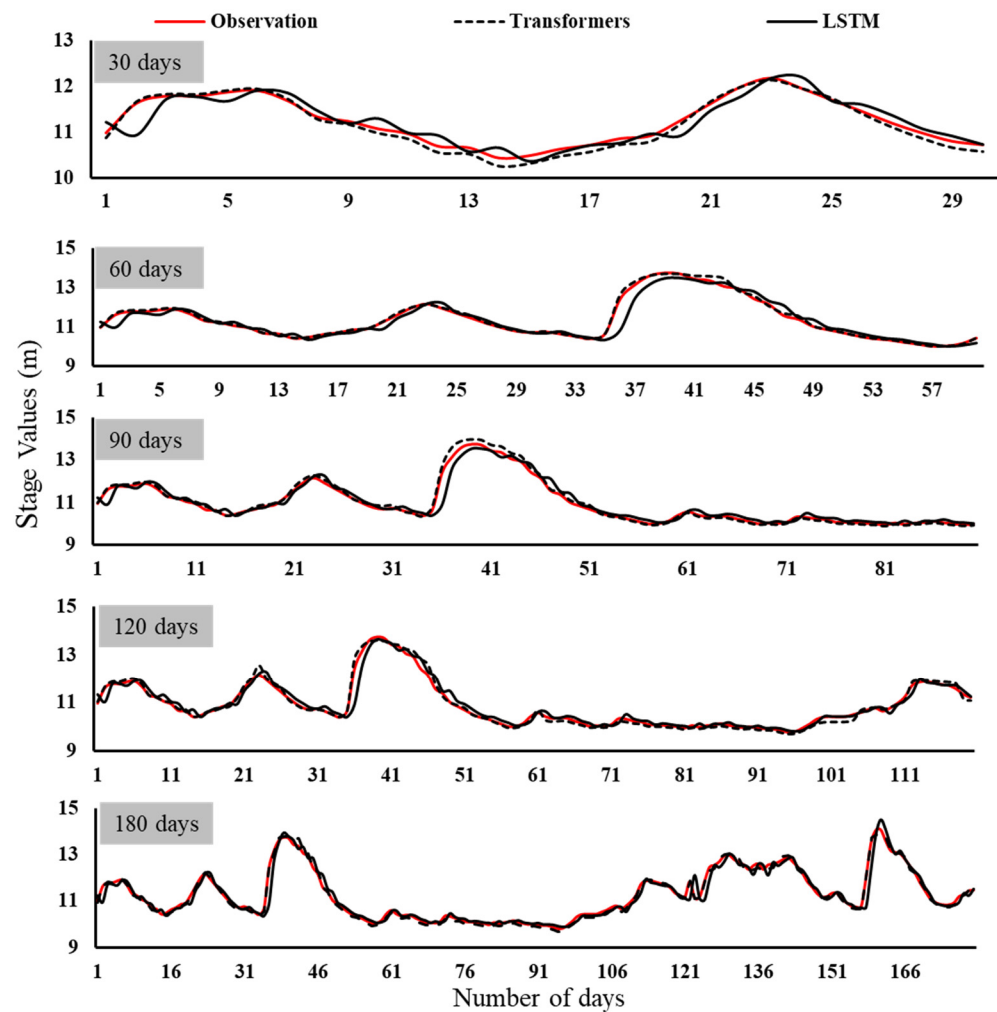 Observation Transformers LSTM
13
12
11
10
30 days
1 5 9 13 17 21 25 29
15
13
11
9
60 days
1 5 9 13 17 21 25 29 33 37 41 45 49 53 57
Stage Values (m)
15
13
11
9
90 days
1 11 21 31 41 51 61 71 81
15
13
11
9
120 days
1 11 21 31 41 51 61 71 81 91 101 111
15
13
11
9
180 days
1 16 31 46 61 76 91 106 121 136 151 166
Number of days